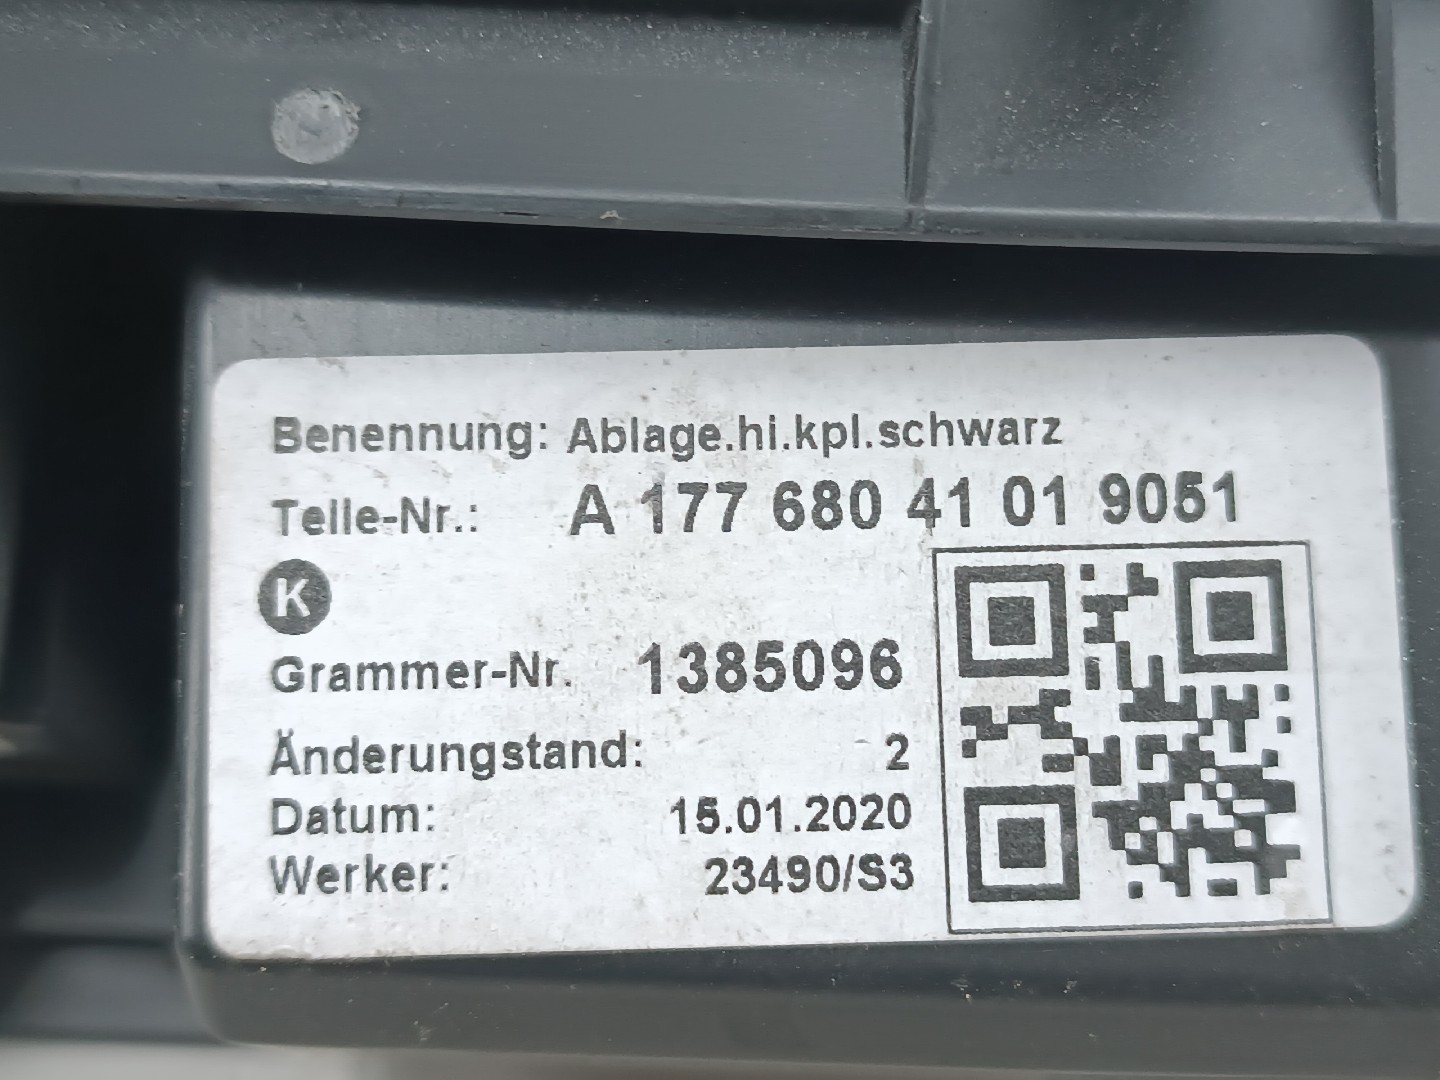 Benennung: Ablage.hi.kpl.schwarz
Teile-Nr.: A 177 680 41 01 9051
K
Grammer-Nr. 1385096
Änderungstand: 2
Datum: 15.01.2020
Werker: 23490/S3